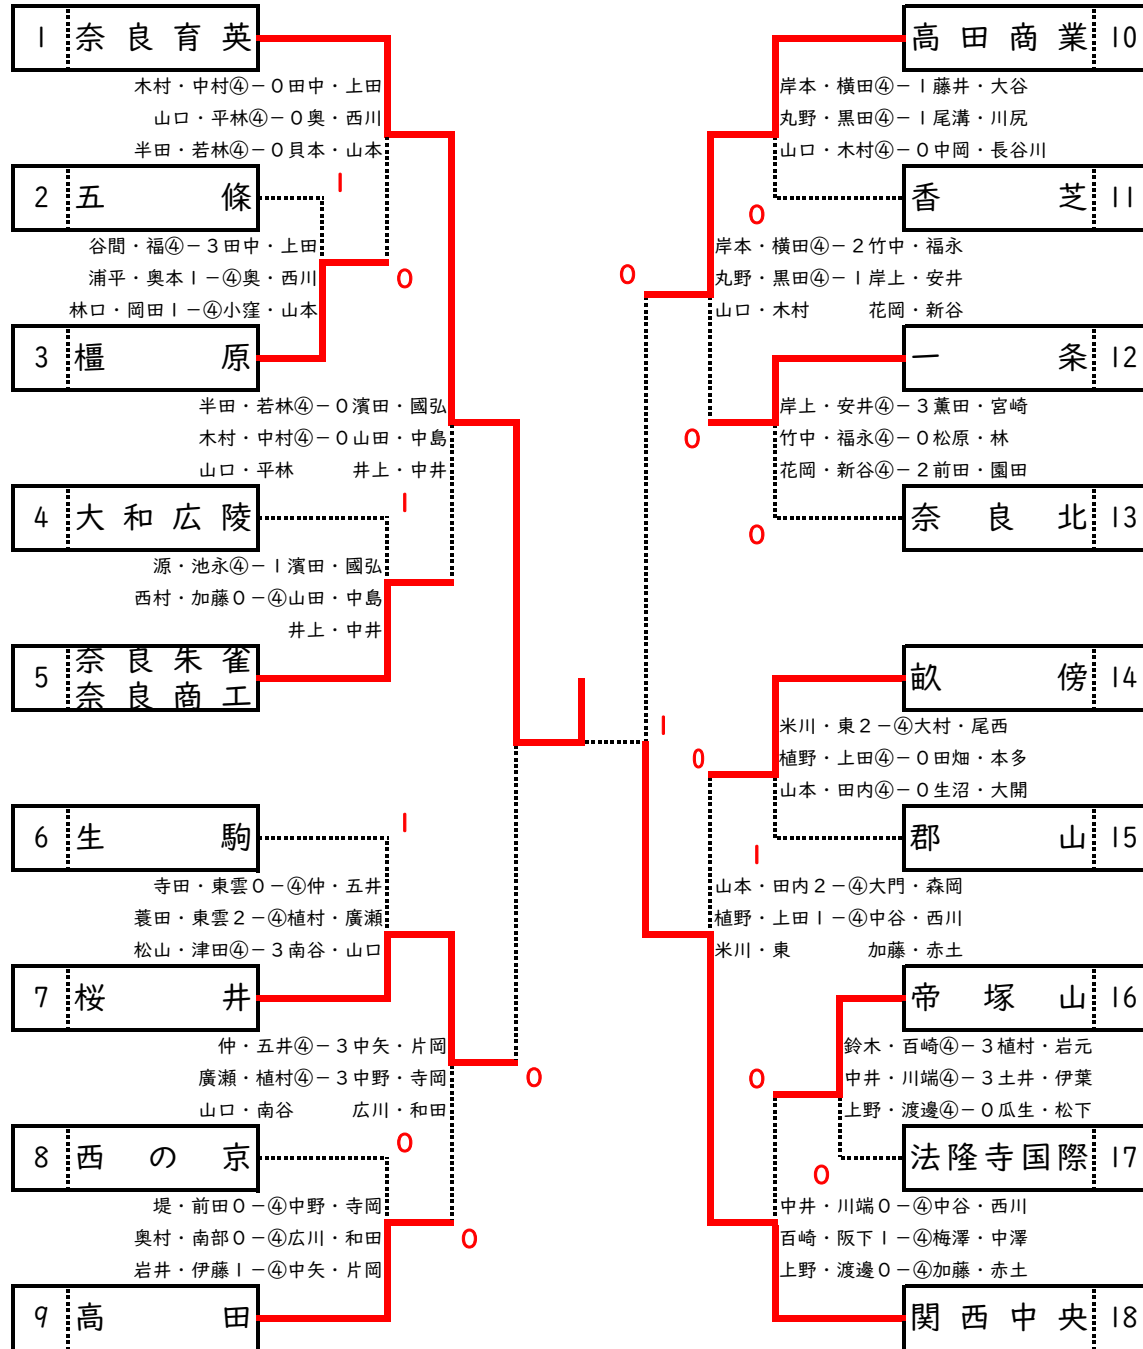 1 奈良育英
木村・中村④－0田中・上田
山口・平林④－0奥・西川
半田・若林④－0貝本・山本
1
2 五條
谷間・福④－3田中・上田
浦平・奥本1－④奥・西川
0
林口・岡田1－④小窪・山本
3 橿原
半田・若林④－0濱田・國弘
木村・中村④－0山田・中島
山口・平林 井上・中井
1
4 大和広陵
源・池永④－1濱田・國弘
西村・加藤0－④山田・中島
井上・中井
5 奈良朱雀
奈良商工
1
6 生駒
寺田・東雲0－④仲・五井
蓑田・東雲2－④植村・廣瀬
松山・津田④－3南谷・山口
7 桜井
仲・五井④－3中矢・片岡
廣瀬・植村④－3中野・寺岡
0
山口・南谷 広川・和田
0
8 西の京
堤・前田0－④中野・寺岡
奥村・南部0－④広川・和田
0
岩井・伊藤1－④中矢・片岡
9 高田
高田商業 10
岸本・横田④－1藤井・大谷
丸野・黒田④－1尾溝・川尻
山口・木村④－0中岡・長谷川
香芝 11
0
岸本・横田④－2竹中・福永
0
丸野・黒田④－1岸上・安井
山口・木村 花岡・新谷
一条 12
岸上・安井④－3薫田・宮崎
0
竹中・福永④－0松原・林
花岡・新谷④－2前田・園田
奈良北 13
0
畝傍 14
1
米川・東2－④大村・尾西
0
植野・上田④－0田畑・本多
山本・田内④－0生沼・大開
郡山 15
1
山本・田内2－④大門・森岡
植野・上田1－④中谷・西川
米川・東 加藤・赤土
帝塚山 16
鈴木・百崎④－3植村・岩元
0
中井・川端④－3土井・伊葉
上野・渡邊④－0瓜生・松下
法隆寺国際 17
0
中井・川端0－④中谷・西川
百崎・阪下1－④梅澤・中澤
上野・渡邊0－④加藤・赤土
関西中央 18